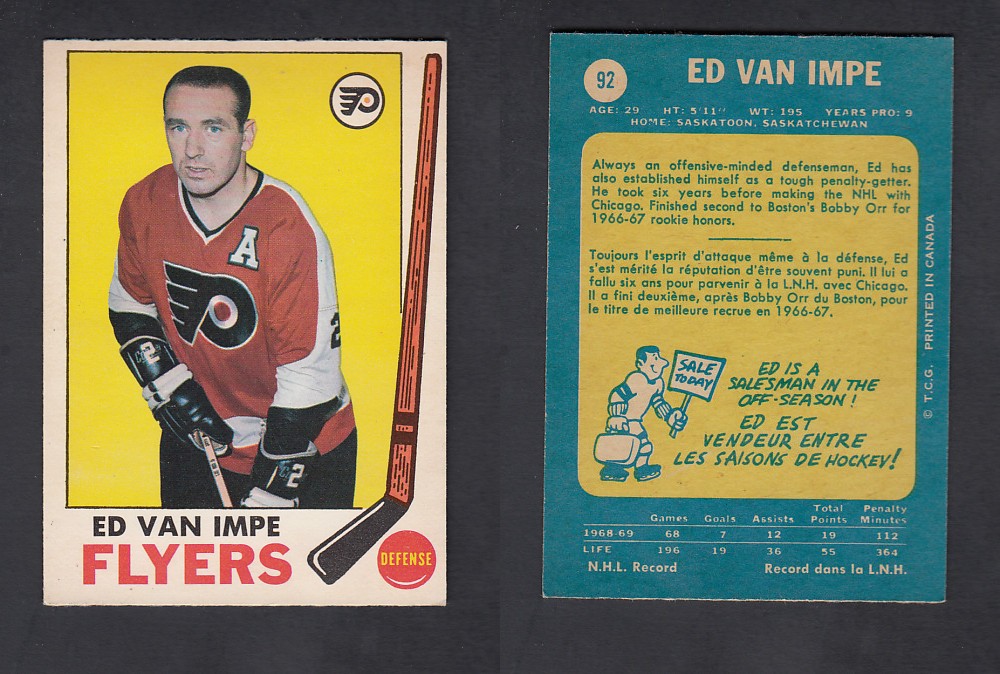 A
2
2
ED VAN IMPE
FLYERS
DEFENSE
92
ED VAN IMPE
AGE: 29 HT: 5'11" WT: 195 YEARS PRO: 9
HOME: SASKATOON, SASKATCHEWAN
Always an offensive-minded defenseman, Ed has
also established himself as a tough penalty-getter.
He took six years before making the NHL with
Chicago. Finished second to Boston's Bobby Orr for
1966-67 rookie honors.
Toujours l'esprit d'attaque même à la défense, Ed
s'est mérité la réputation d'être souvent puni. Il lui a
fallu six ans pour parvenir à la L.N.H. avec Chicago.
Il a fini deuxième, après Bobby Orr du Boston, pour
le titre de meilleure recrue en 1966-67.
SALE
TODAY
ED IS A
SALESMAN IN THE
OFF-SEASON!
ED EST
VENDEUR ENTRE
LES SAISONS DE HOCKEY!
© T.C.G. PRINTED IN CANADA
Games Goals Assists Total Points Penalty Minutes
1968-69 68 7 12 19 112
LIFE 196 19 36 55 364
N.H.L. Record Record dans la L.N.H.